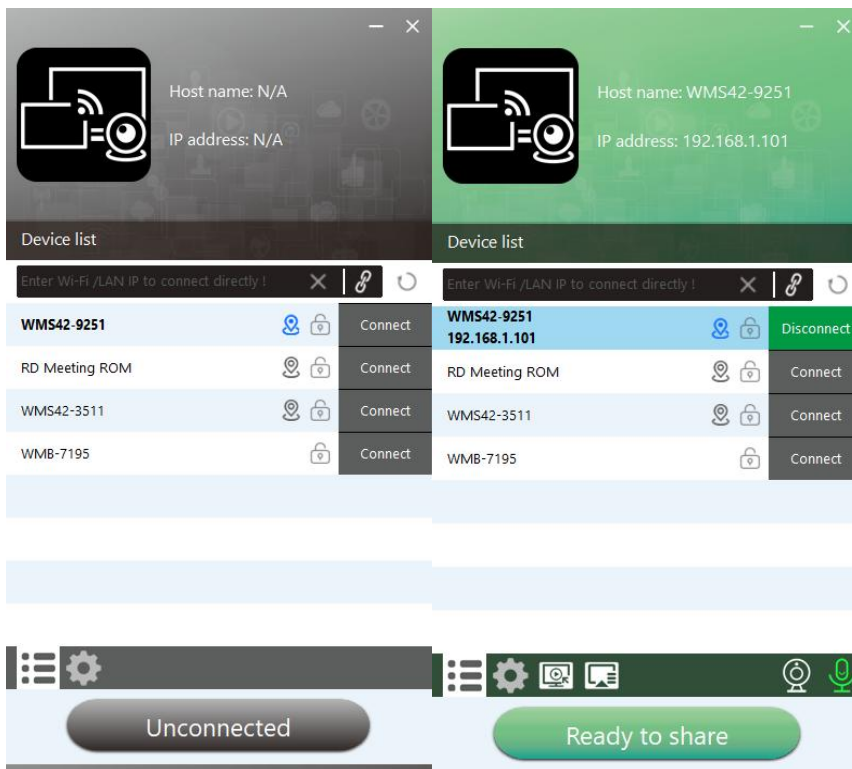 Host name: N/A
IP address: N/A
Device list
Enter Wi-Fi /LAN IP to connect directly !
WMS42-9251
Connect
RD Meeting ROM
Connect
WMS42-3511
Connect
WMB-7195
Connect
Unconnected
Host name: WMS42-9251
IP address: 192.168.1.101
Device list
Enter Wi-Fi /LAN IP to connect directly !
WMS42-9251
192.168.1.101
Disconnect
RD Meeting ROM
Connect
WMS42-3511
Connect
WMB-7195
Connect
Ready to share